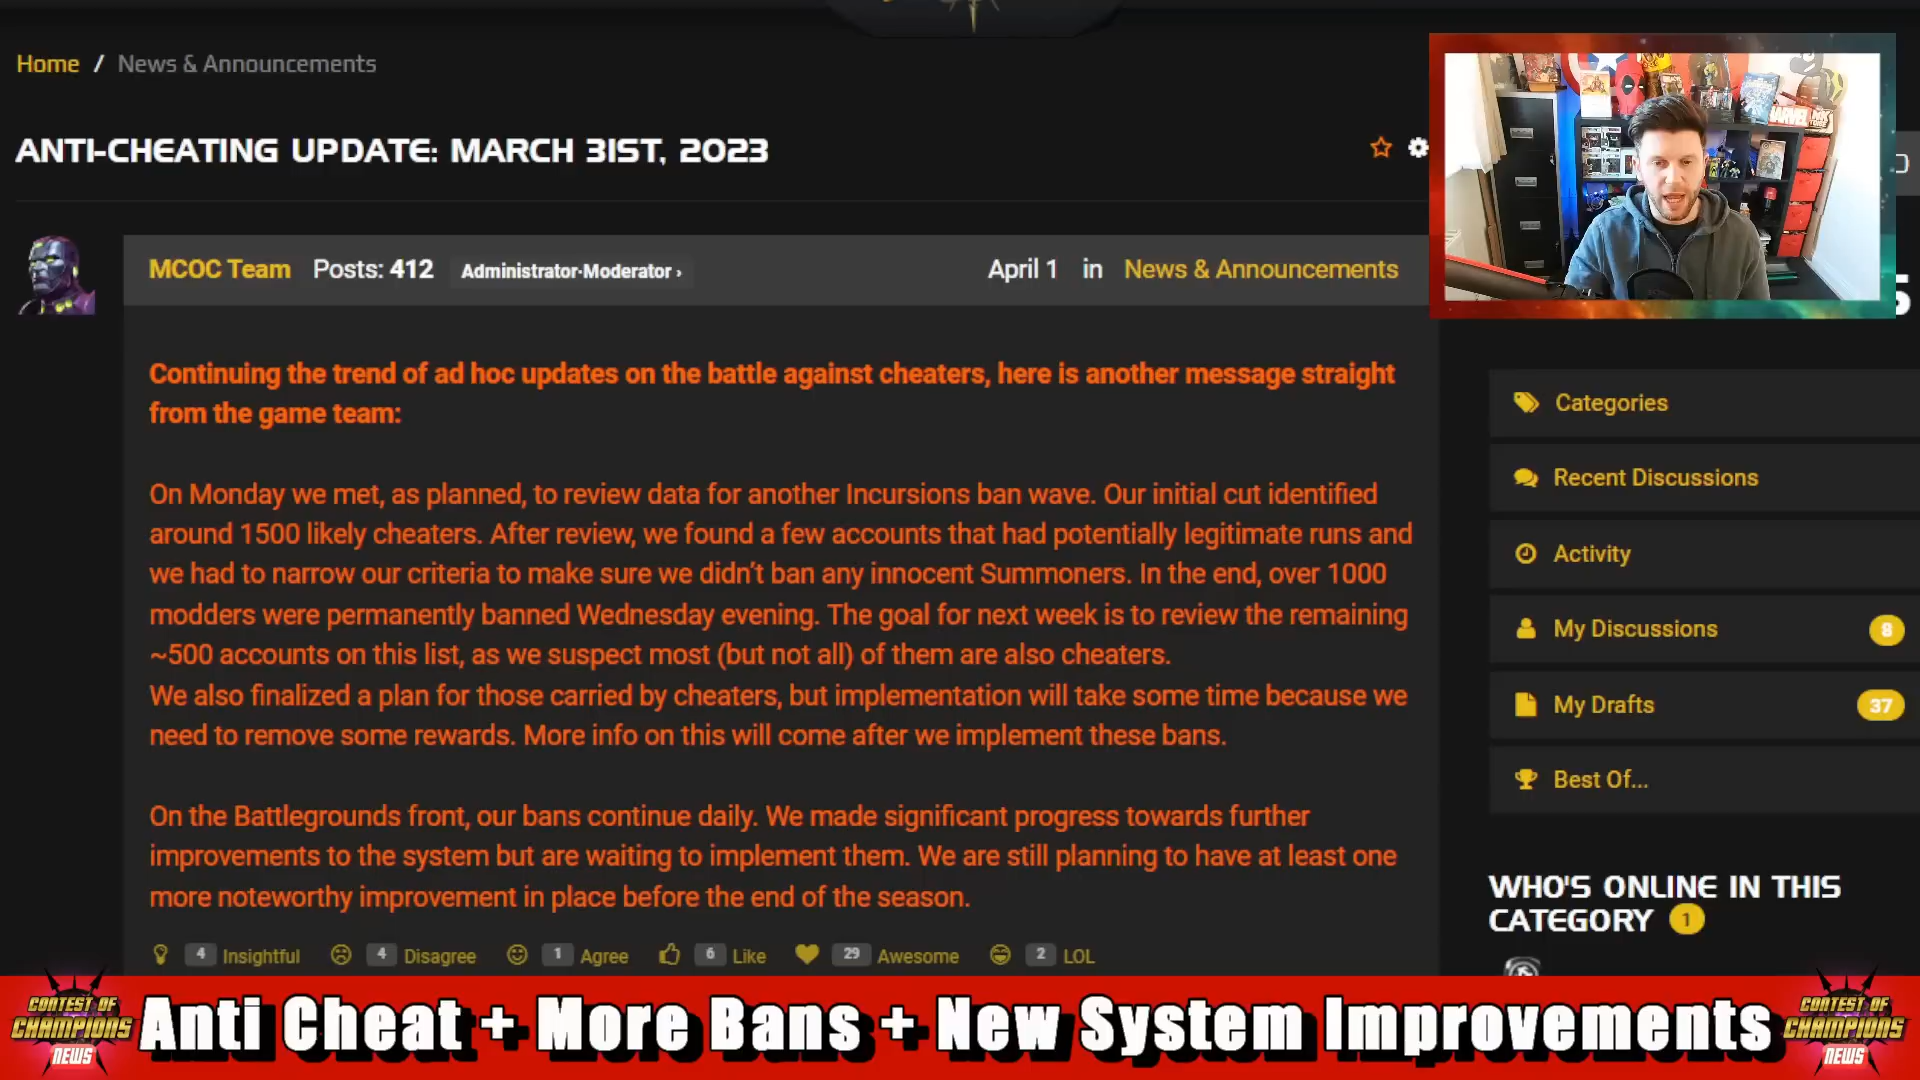 Home / News & Announcements
ANTI-CHEATING UPDATE: MARCH 31ST, 2023
MCOC Team Posts: 412 Administrator-Moderator › April 1 in News & Announcements
Continuing the trend of ad hoc updates on the battle against cheaters, here is another message straight
from the game team:
On Monday we met, as planned, to review data for another Incursions ban wave. Our initial cut identified
around 1500 likely cheaters. After review, we found a few accounts that had potentially legitimate runs and
we had to narrow our criteria to make sure we didn't ban any innocent Summoners. In the end, over 1000
modders were permanently banned Wednesday evening. The goal for next week is to review the remaining
~500 accounts on this list, as we suspect most (but not all) of them are also cheaters.
We also finalized a plan for those carried by cheaters, but implementation will take some time because we
need to remove some rewards. More info on this will come after we implement these bans.
On the Battlegrounds front, our bans continue daily. We made significant progress towards further
improvements to the system but are waiting to implement them. We are still planning to have at least one
more noteworthy improvement in place before the end of the season.
4 Insightful 4 Disagree 1 Agree 6 Like 29 Awesome 2 LOL
MARVEL
Categories
Recent Discussions
Activity
My Discussions 8
My Drafts 37
Best Of...
WHO'S ONLINE IN THIS
CATEGORY 1
CONTEST OF
CHAMPIONS
NEWS
Anti Cheat + More Bans + New System Improvements
CONTEST OF
CHAMPIONS
NEWS